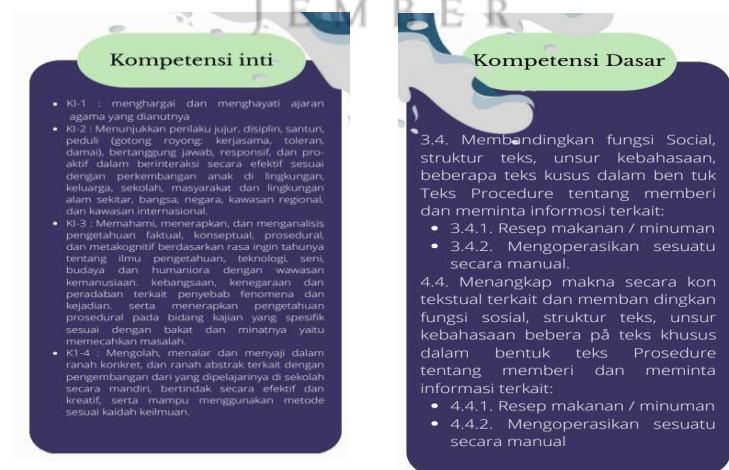 JEMBER
Kompetensi inti
• KI-1 : menghargai dan menghayati ajaran
agama yang dianutnya
• KI-2 : Menunjukkan perilaku jujur, disiplin, santun,
peduli (gotong royong: kerjasama, toleran,
damai), bertanggung jawab, responsif, dan pro-
aktif dalam berinteraksi secara efektif sesuai
dengan perkembangan anak di lingkungan,
keluarga, sekolah, masyarakat dan lingkungan
alam sekitar, bangsa, negara, kawasan regional,
dan kawasan internasional.
• KI-3 : Memahami, menerapkan, dan menganalisis
pengetahuan faktual, konseptual, prosedural,
dan metakognitif berdasarkan rasa ingin tahunya
tentang ilmu pengetahuan, teknologi, seni,
budaya dan humaniora dengan wawasan
kemanusiaan. kebangsaan, kenegaraan dan
peradaban terkait penyebab fenomena dan
kejadian. serta menerapkan pengetahuan
prosedural pada bidang kajian yang spesifik
sesuai dengan bakat dan minatnya yaitu
memecahkan masalah.
• K1-4 : Mengolah, menalar dan menyaji dalam
ranah konkret, dan ranah abstrak terkait dengan
pengembangan dari yang dipelajarinya di sekolah
secara mandiri, bertindak secara efektif dan
kreatif, serta mampu menggunakan metode
sesuai kaidah keilmuan.
Kompetensi Dasar
3.4. Membandingkan fungsi Social,
struktur teks, unsur kebahasaan,
beberapa teks kusus dalam ben tuk
Teks Procedure tentang memberi
dan meminta informosi terkait:
• 3.4.1. Resep makanan / minuman
• 3.4.2. Mengoperasikan sesuatu
secara manual.
4.4. Menangkap makna secara kon
tekstual terkait dan memban dingkan
fungsi sosial, struktur teks, unsur
kebahasaan bebera på teks khusus
dalam bentuk teks Prosedure
tentang memberi dan meminta
informasi terkait:
• 4.4.1. Resep makanan / minuman
• 4.4.2. Mengoperasikan sesuatu
secara manual